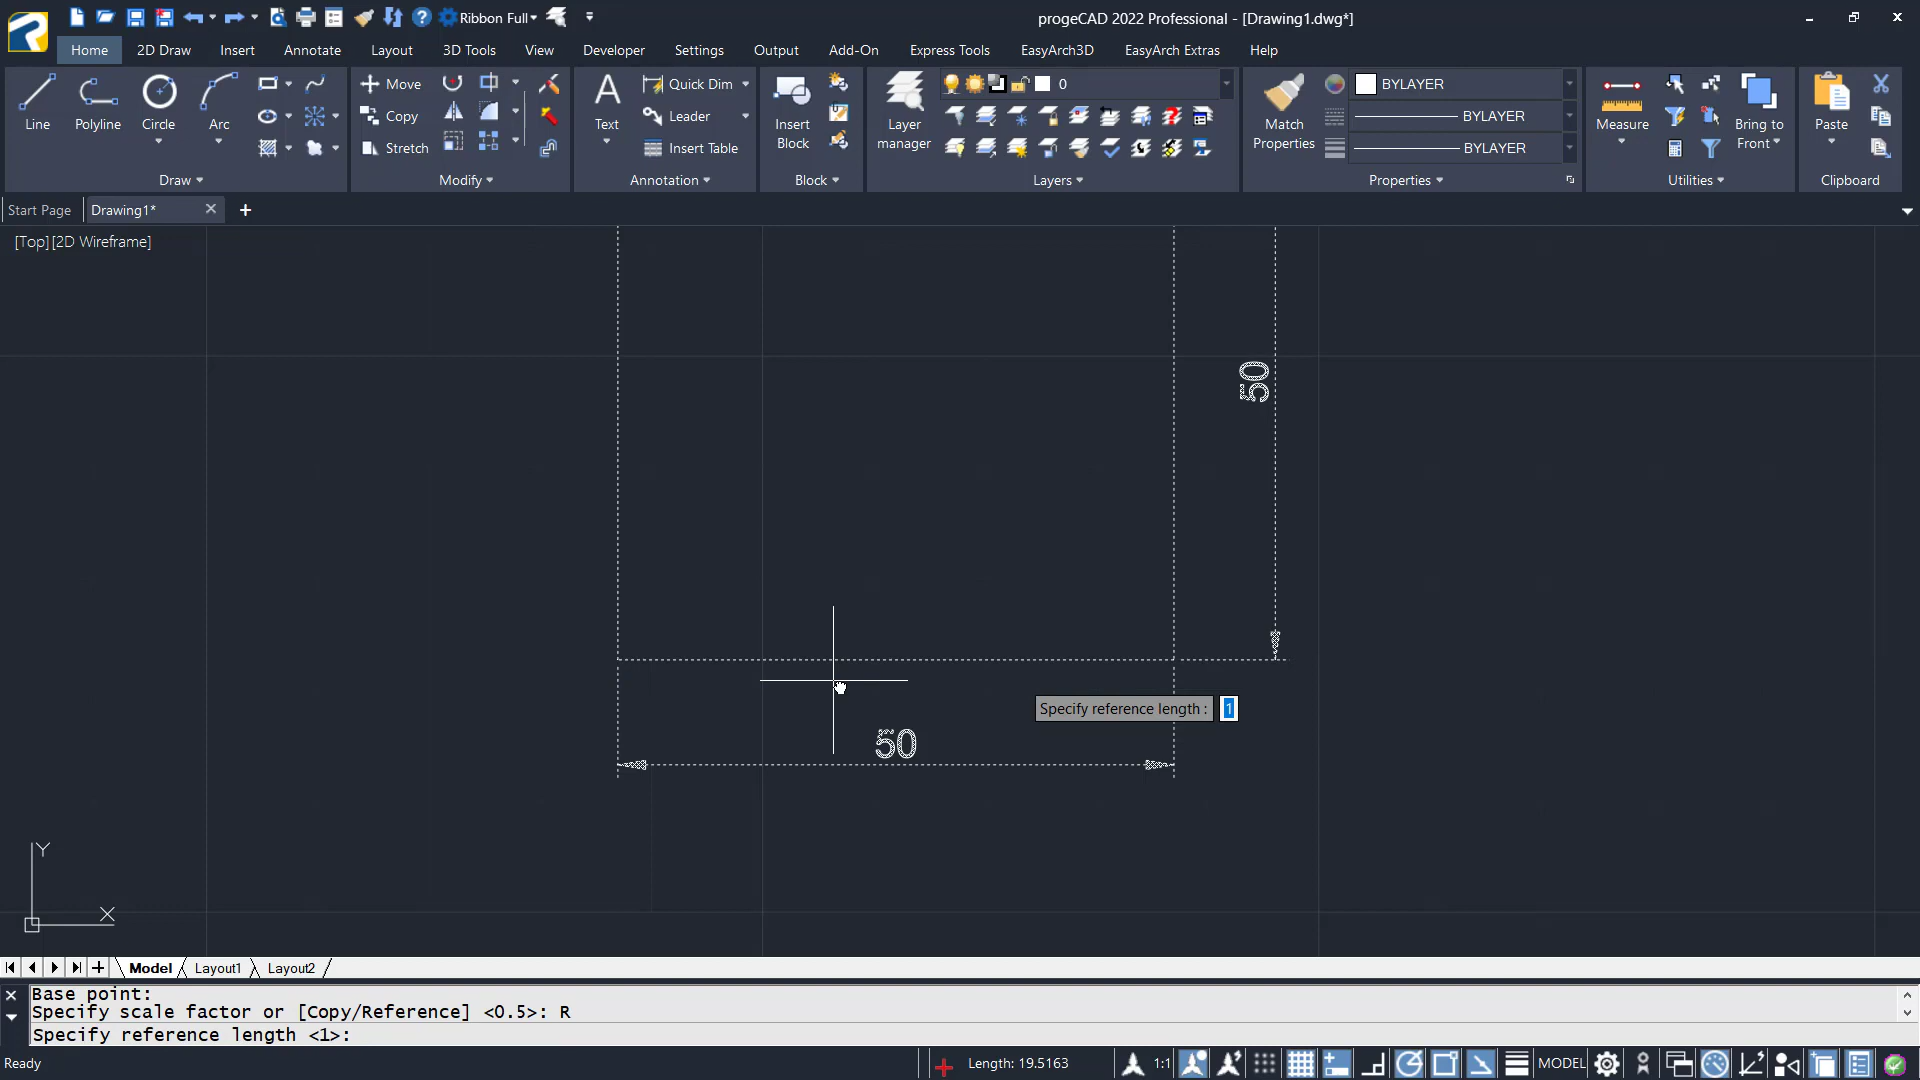 Ribbon Full
progeCAD 2022 Professional - [Drawing1.dwg*]
Home
2D Draw
Insert
Annotate
Layout
3D Tools
View
Developer
Settings
Output
Add-On
Express Tools
EasyArch3D
EasyArch Extras
Help
Line
Polyline
Circle
Arc
Draw
Move
Copy
Stretch
Modify
Text
Quick Dim
Leader
Insert Table
Annotation
Insert
Block
Block
Layer
manager
0
Layers
Match
Properties
BYLAYER
BYLAYER
BYLAYER
Properties
Measure
Bring to
Front
Utilities
Paste
Clipboard
Start Page
Drawing1*
[Top][2D Wireframe]
50
Specify reference length : 1
50
Y
X
Model
Layout1
Layout2
Base point:
Specify scale factor or [Copy/Reference] <0.5>: R
Specify reference length <1>:
Ready
Length: 19.5163
1:1
MODEL